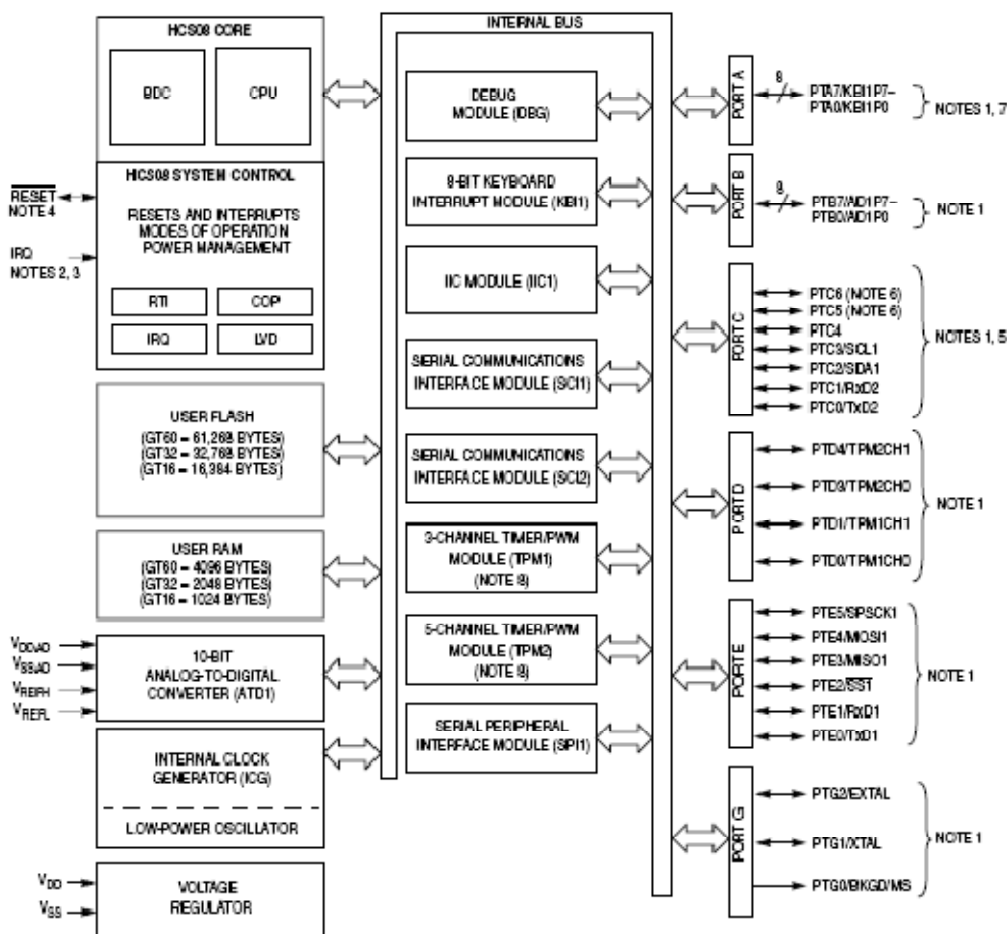 HCS08 CORE
BDC
CPU
HCS08 SYSTEM CONTROL
RESETS AND INTERRUPTS
MODES OF OPERATION
POWER MANAGEMENT
RTI
COP
IRQ
LVD
RESET
NOTE 4
IRQ
NOTES 2, 3
USER FLASH
(GT60 = 61,268 BYTES)
(GT32 = 32,768 BYTES)
(GT16 = 16,384 BYTES)
USER RAM
(GT60 = 4096 BYTES)
(GT32 = 2048 BYTES)
(GT16 = 1024 BYTES)
VDDAD
VSSAD
VREFH
VREFL
10-BIT
ANALOG-TO-DIGITAL
CONVERTER (ATD1)
INTERNAL CLOCK
GENERATOR (ICG)
LOW-POWER OSCILLATOR
VDD
VSS
VOLTAGE
REGULATOR
INTERNAL BUS
DEBUG
MODULE (DBG)
8-BIT KEYBOARD
INTERRUPT MODULE (KBI1)
IIC MODULE (IIC1)
SERIAL COMMUNICATIONS
INTERFACE MODULE (SCI1)
SERIAL COMMUNICATIONS
INTERFACE MODULE (SCI2)
3-CHANNEL TIMER/PWM
MODULE (TPM1)
(NOTE 8)
5-CHANNEL TIMER/PWM
MODULE (TPM2)
(NOTE 8)
SERIAL PERIPHERAL
INTERFACE MODULE (SPI1)
PORT A
8
PTA7/KBI1P7–
PTA0/KBI1P0
NOTES 1, 7
PORT B
8
PTB7/AD1P7–
PTB0/AD1P0
NOTE 1
PORT C
PTC6 (NOTE 6)
PTC5 (NOTE 6)
PTC4
PTC3/SCL1
PTC2/SDA1
PTC1/RxD2
PTC0/TxD2
NOTES 1, 5
PORT D
PTD4/TPM2CH1
PTD3/TPM2CH0
PTD1/TPM1CH1
PTD0/TPM1CH0
NOTE 1
PORT E
PTE5/SPSCK1
PTE4/MOSI1
PTE3/MISO1
PTE2/SS1
PTE1/RxD1
PTE0/TxD1
NOTE 1
PORT G
PTG2/EXTAL
PTG1/XTAL
PTG0/BKGD/MS
NOTE 1